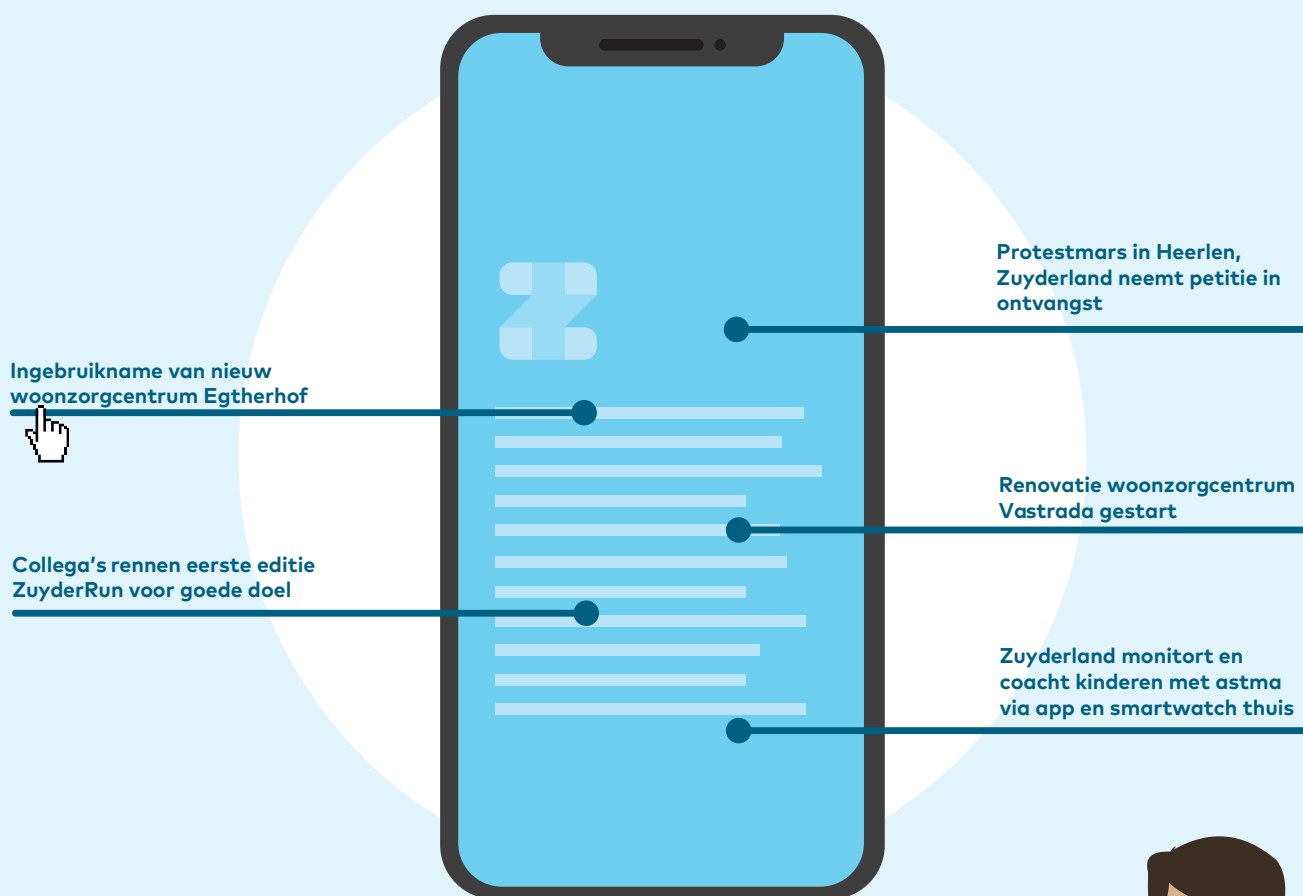 Protestmars in Heerlen,
Zuyderland neemt petitie in
ontvangst
Ingebruikname van nieuw
woonzorgcentrum Egtherhof
Renovatie woonzorgcentrum
Vastrada gestart
Collega’s rennen eerste editie
ZuyderRun voor goede doel
Zuyderland monitort en
coacht kinderen met astma
via app en smartwatch thuis